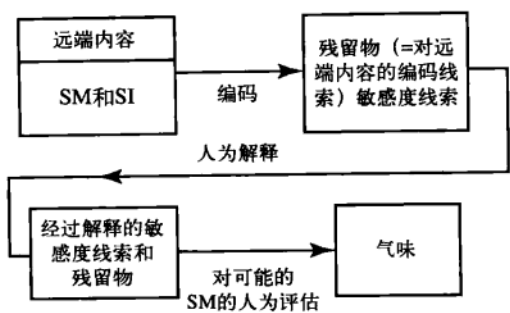 远端内容
SM和SI
编码
残留物（=对远
端内容的编码线
索）敏感度线索
人为解释
经过解释的敏
感度线索和
残留物
对可能的
SM的人为评估
气味